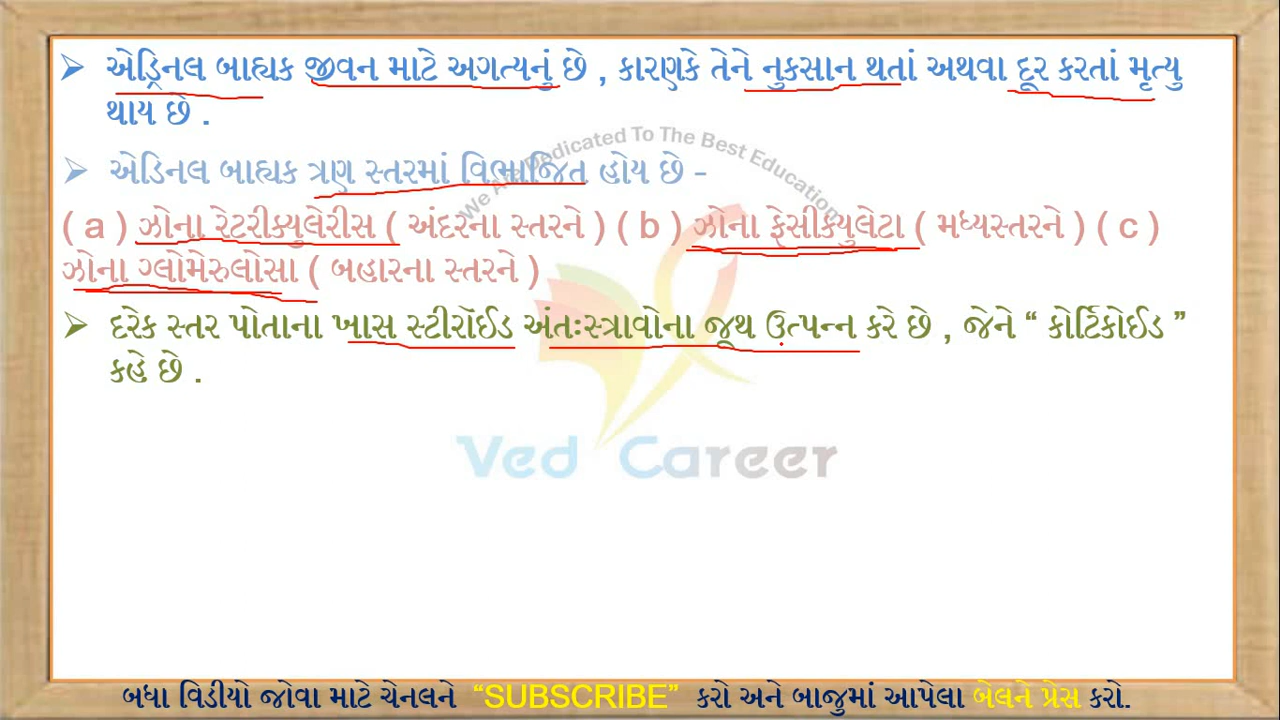 ➢ એડ્રિનલ બાહ્યક જીવન માટે અગત્યનું છે , કારણકે તેને નુકસાન થતાં અથવા દૂર કરતાં મૃત્યુ
થાય છે .
➢ એડિનલ બાહ્યક ત્રણ સ્તરમાં વિભાજિત હોય છે -
We Are Dedicated To The Best Education
( a ) ઝોના રેટરીક્યુલેરીસ ( અંદરના સ્તરને ) ( b ) ઝોના ફેસીક્યુલેટા ( મધ્યસ્તરને ) ( c )
ઝોના ગ્લોમેરુલોસા ( બહારના સ્તરને )
➢ દરેક સ્તર પોતાના ખાસ સ્ટીરૉઈડ અંતઃસ્ત્રાવોના જૂથ ઉત્પન્ન કરે છે , જેને “ કોર્ટિકોઈડ ”
કહે છે .
Ved Career
બધા વિડીયો જોવા માટે ચેનલને “SUBSCRIBE” કરો અને બાજુમાં આપેલા બેલને પ્રેસ કરો.